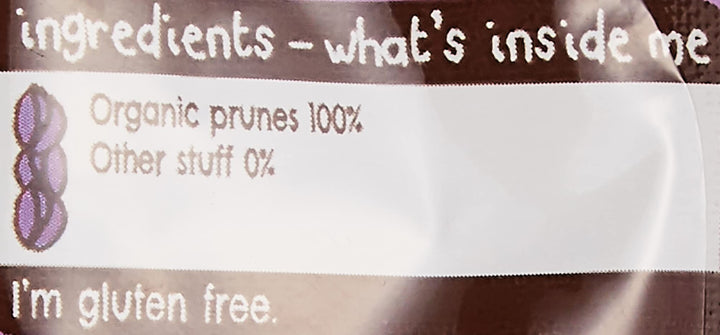 ingredients – what's inside me
Organic prunes 100%
Other stuff 0%
I'm gluten free.